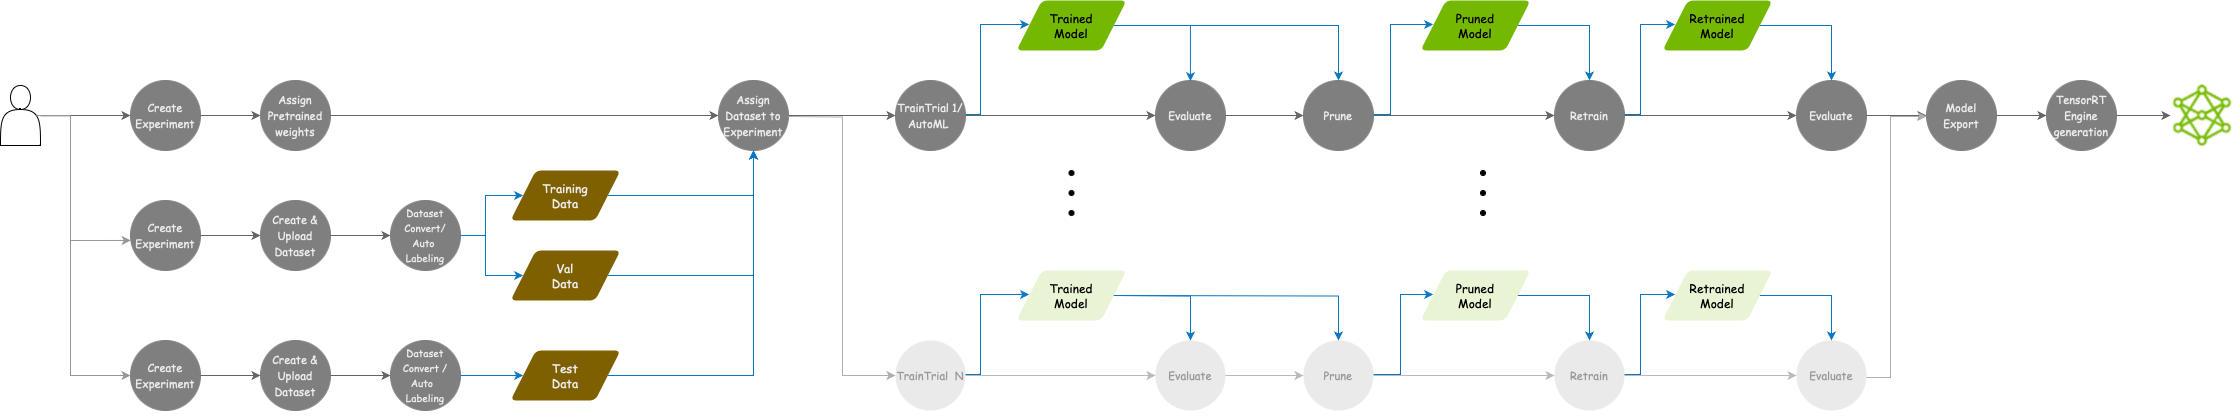 Trained
Model
Pruned
Model
Retrained
Model
Create
Experiment
Assign
Pretrained
weights
Assign
Dataset to
Experiment
TrainTrial 1/
AutoML
Evaluate
Prune
Retrain
Evaluate
Model
Export
TensorRT
Engine
generation
Create
Experiment
Create &
Upload
Dataset
Dataset
Convert/
Auto
Labeling
Training
Data
Val
Data
Trained
Model
Pruned
Model
Retrained
Model
Create
Experiment
Create &
Upload
Dataset
Dataset
Convert /
Auto
Labeling
Test
Data
TrainTrial N
Evaluate
Prune
Retrain
Evaluate